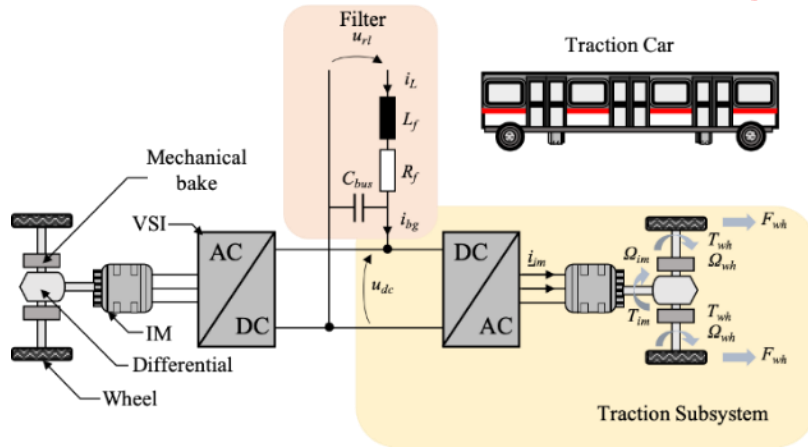 Filter
u_rl
i_L
L_f
R_f
C_bus
i_bg
Traction Car
Mechanical
bake
VSI
AC
DC
IM
Differential
Wheel
u_dc
DC
AC
i_im
Ω_im
T_im
T_wh
Ω_wh
F_wh
T_wh
Ω_wh
F_wh
Traction Subsystem